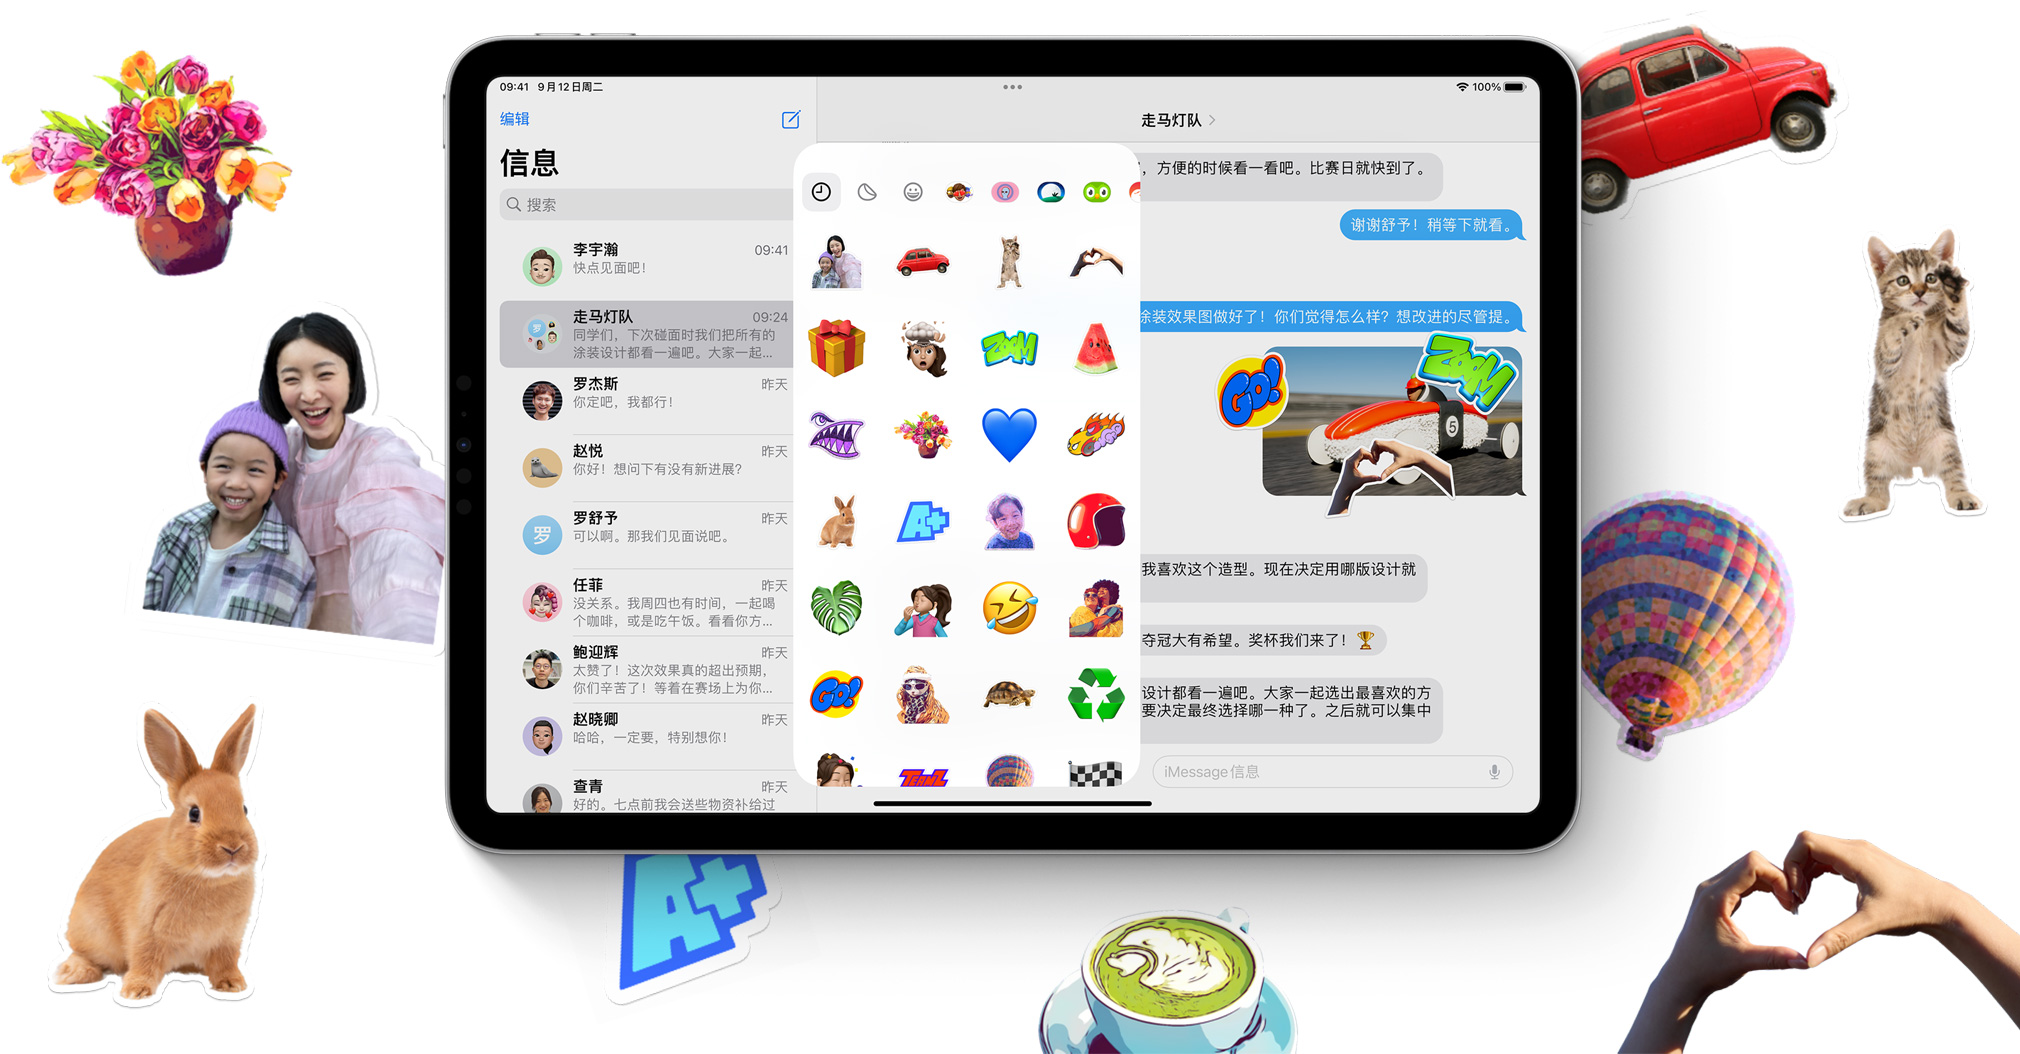 09:41 9月12日周二
100%
编辑
信息
搜索
李宇瀚 09:41
快点见面吧！
走马灯队 09:24
同学们，下次碰面时我们把所有的
涂装设计都看一遍吧。大家一起...
罗杰斯 昨天
你定吧，我都行！
赵悦 昨天
你好！想问下有没有新进展？
罗
罗舒予 昨天
可以啊。那我们见面说吧。
任菲 昨天
没关系。我周四也有时间，一起喝
个咖啡，或是吃午饭。看看你方...
鲍迎辉 昨天
太赞了！这次效果真的超出预期，
你们辛苦了！等着在赛场上为你...
赵晓卿 昨天
哈哈，一定要，特别想你！
查青 昨天
好的。七点前我会送些物资补给过
ZOOM
A+
GO!
走马灯队
，方便的时候看一看吧。比赛日就快到了。
谢谢舒予！稍等下就看。
涂装效果图做好了！你们觉得怎么样？想改进的尽管提。
GO!
ZOOM
5
我喜欢这个造型。现在决定用哪版设计就
夺冠大有希望。奖杯我们来了！
设计都看一遍吧。大家一起选出最喜欢的方
要决定最终选择哪一种了。之后就可以集中
iMessage信息
A+